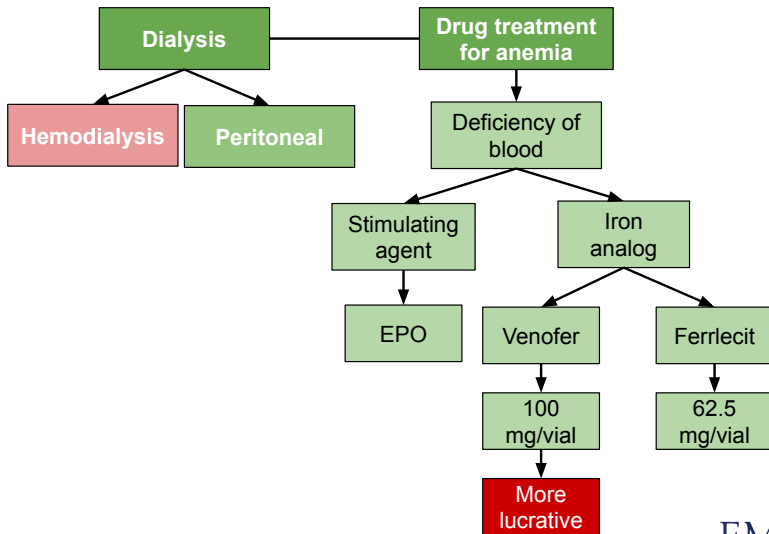 Dialysis
Drug treatment
for anemia
Hemodialysis
Peritoneal
Deficiency of
blood
Stimulating
agent
Iron
analog
EPO
Venofer
Ferrlecit
100
mg/vial
62.5
mg/vial
More
lucrative